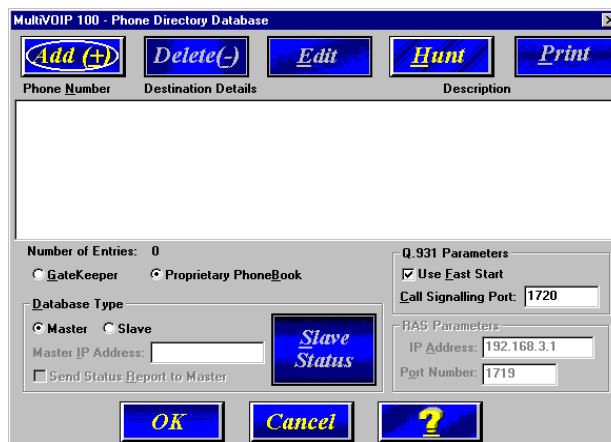 MultiVOIP 100 - Phone Directory Database
Add (+) Delete(-) Edit Hunt Print
Phone Number Destination Details Description
Number of Entries: 0
GateKeeper Proprietary PhoneBook
Database Type
Master Slave
Master IP Address:
Send Status Report to Master
Slave Status
Q.931 Parameters
Use Fast Start
Call Signalling Port: 1720
RAS Parameters
IP Address: 192.168.3.1
Port Number: 1719
OK Cancel ?